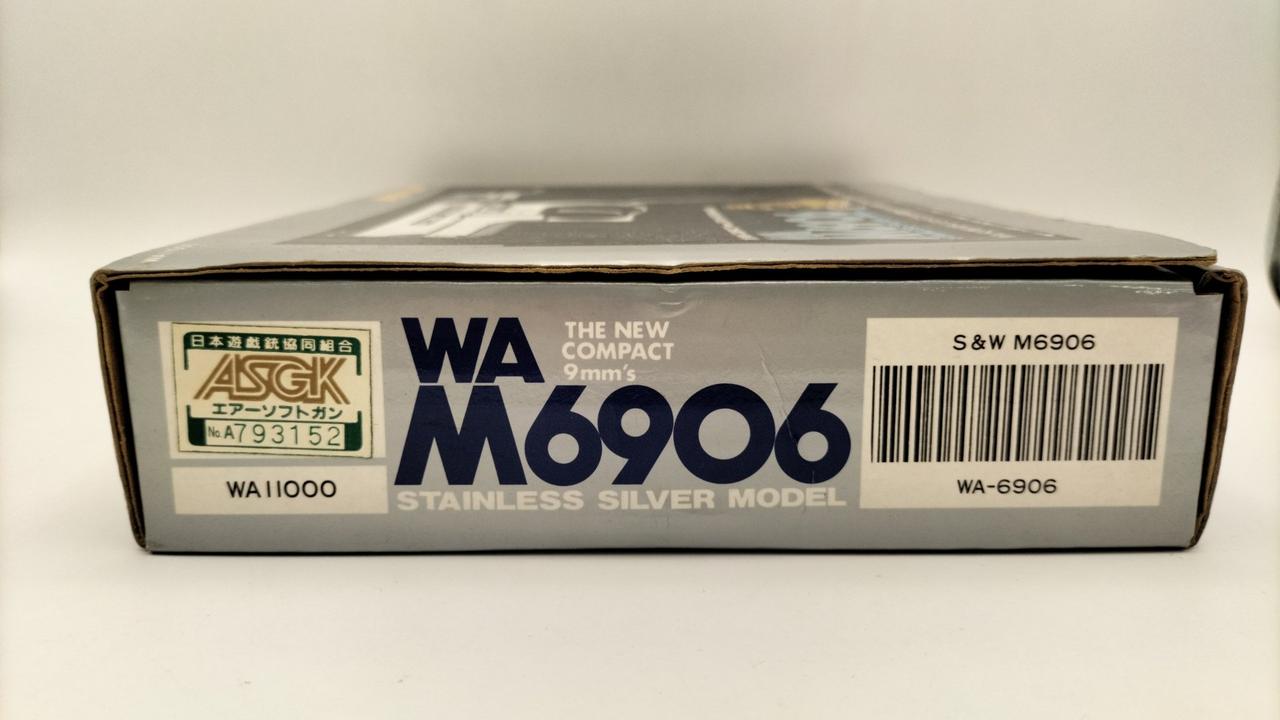 日本遊戯銃協同組合
ASGK
エアーソフトガン
No.A793152
WA11000
WA
THE NEW
COMPACT
9mm's
M6906
STAINLESS SILVER MODEL
S&W M6906
WA-6906